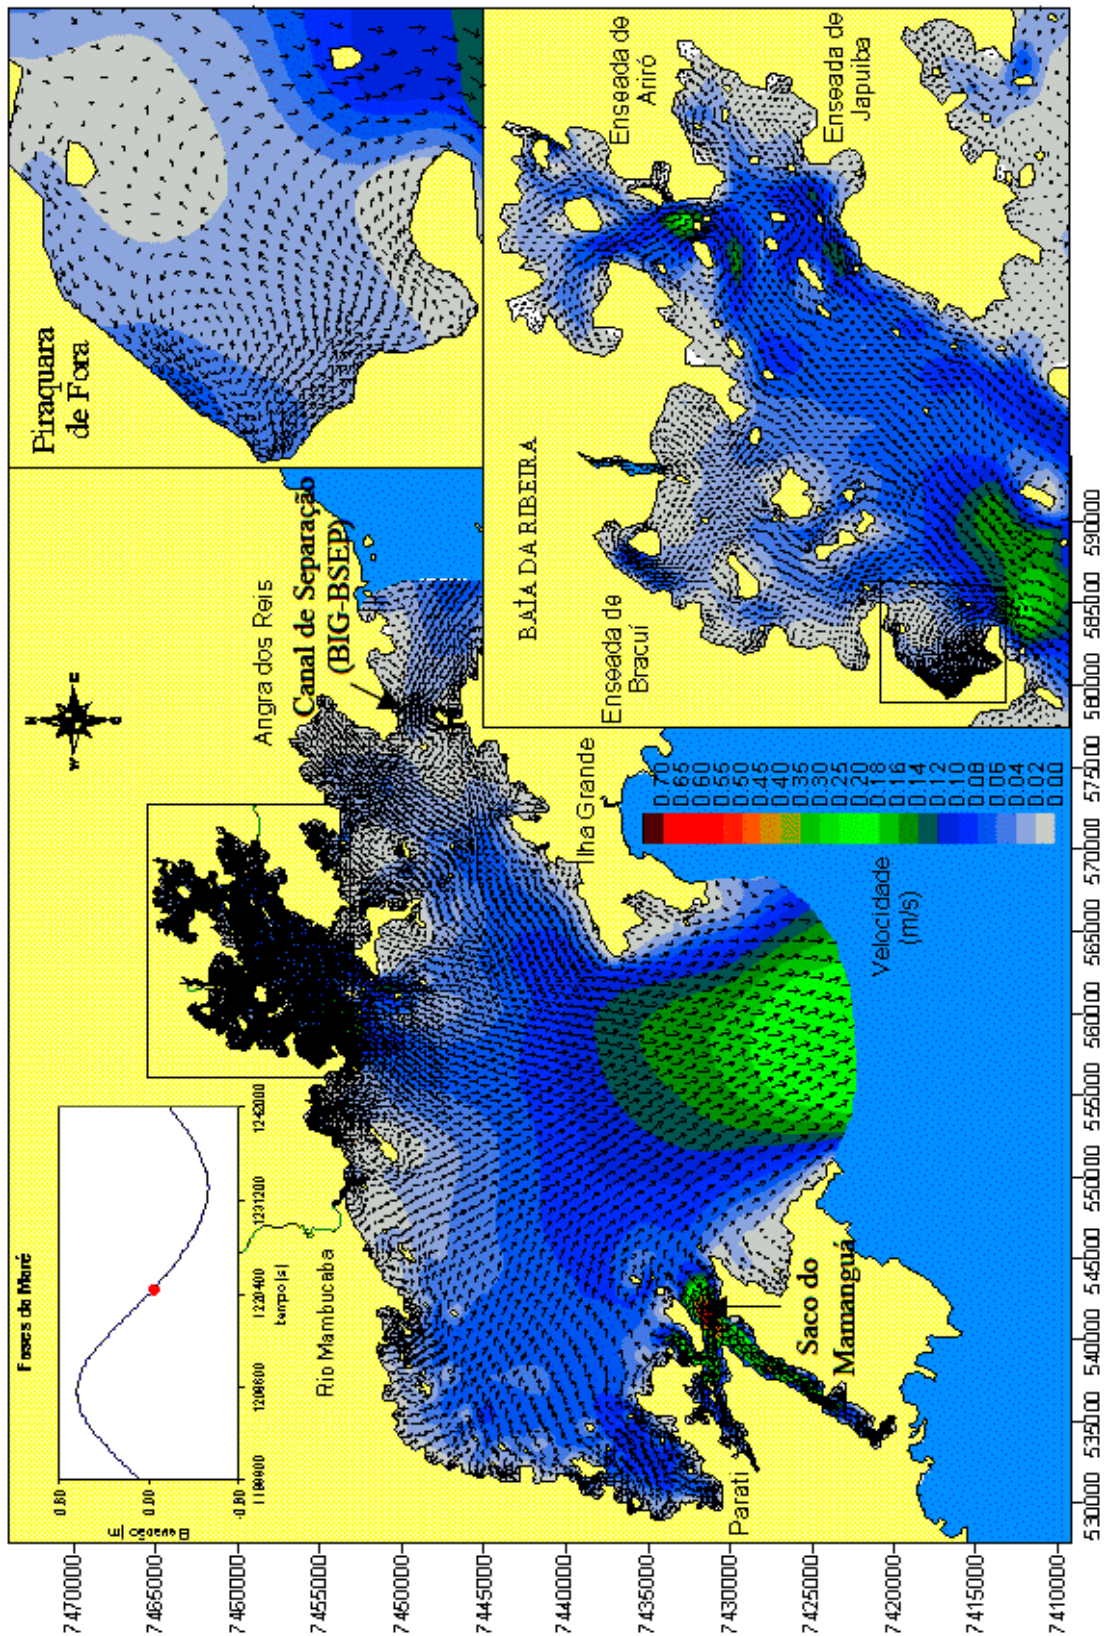 Fases da Maré
Elevação [m]
0.80
0.00
-0.80
1199900
1209600
1220400
1231200
1242000
tempo [s]
N
W
E
S
Piraquara
de Fora
Angra dos Reis
Canal de Separação
(BIG-BSEP)
Rio Mambucaba
BAÍA DA RIBEIRA
Enseada de
Ariró
Enseada de
Japuíba
Enseada de
Bracuí
Ilha Grande
Parati
Saco do
Mamanguá
Velocidade
(m/s)
0.70
0.65
0.60
0.55
0.50
0.45
0.40
0.35
0.30
0.25
0.20
0.18
0.16
0.14
0.12
0.10
0.08
0.06
0.04
0.02
0.00
7470000
7465000
7460000
7455000
7450000
7445000
7440000
7435000
7430000
7425000
7420000
7415000
7410000
530000
535000
540000
545000
550000
555000
560000
565000
570000
575000
580000
585000
590000